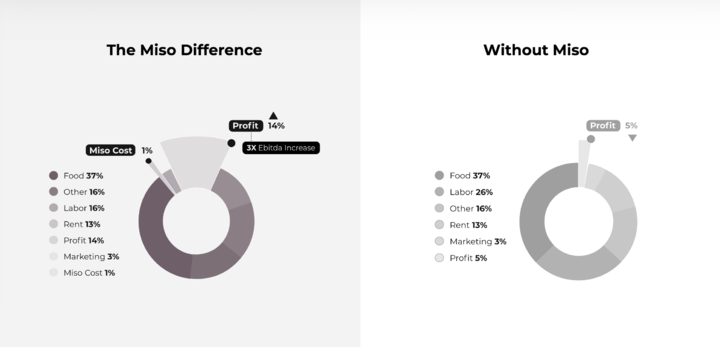 The Miso Difference
Profit 14%
Miso Cost 1%
3X Ebitda Increase
Food 37%
Other 16%
Labor 16%
Rent 13%
Profit 14%
Marketing 3%
Miso Cost 1%
Without Miso
Profit 5%
Food 37%
Labor 26%
Other 16%
Rent 13%
Marketing 3%
Profit 5%